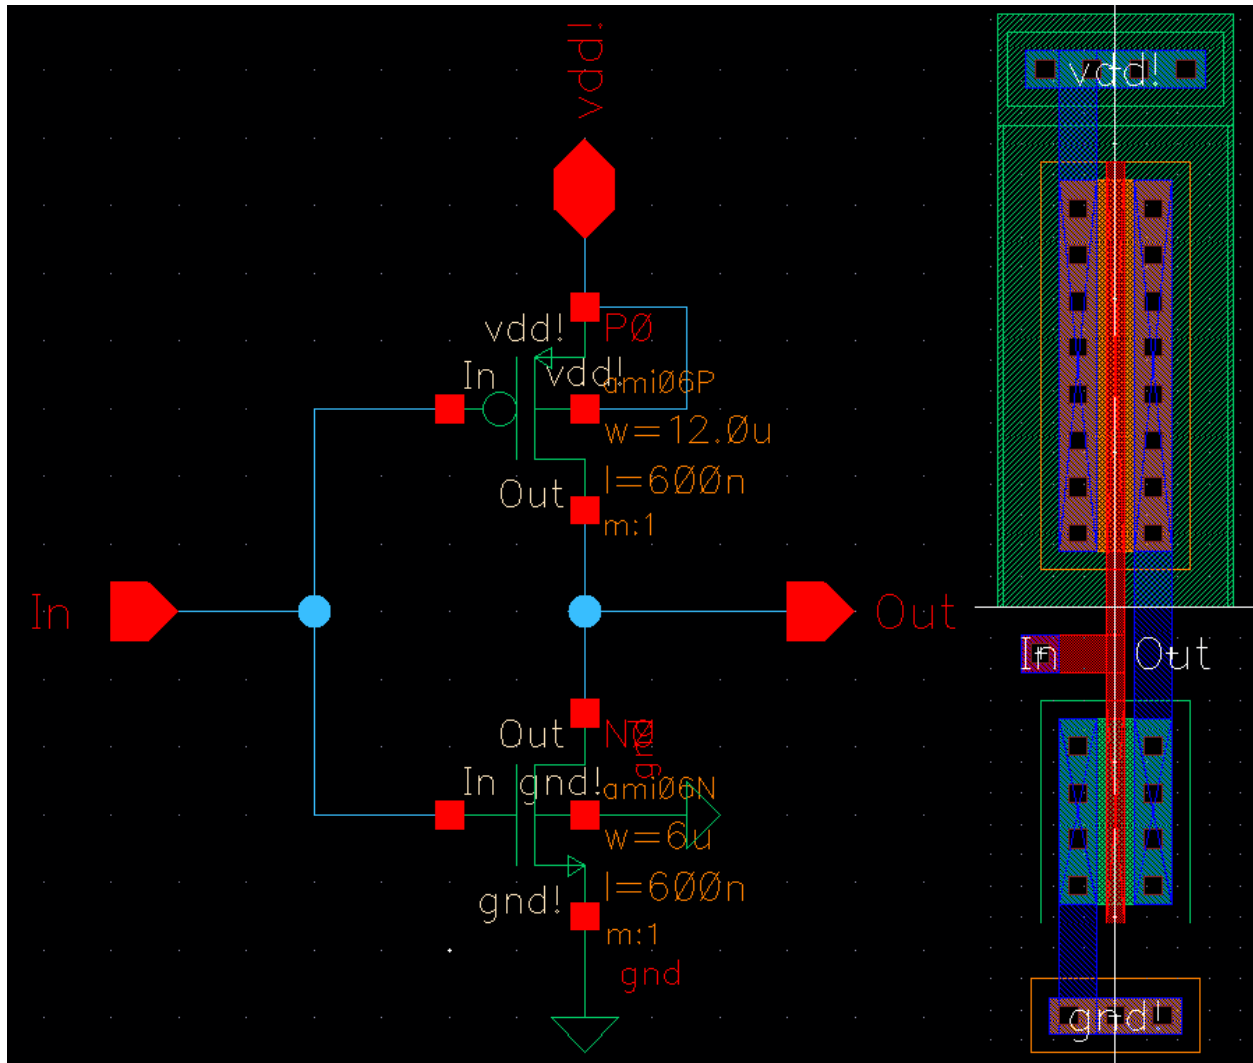 vdd!
vdd!
P0
In
vdd!
ami06P
w=12.0u
Out
l=600n
m:1
In
Out
Out
N0
gnd
In
gnd!
ami06N
w=6u
gnd!
l=600n
m:1
gnd
vdd!
In
Out
gnd!